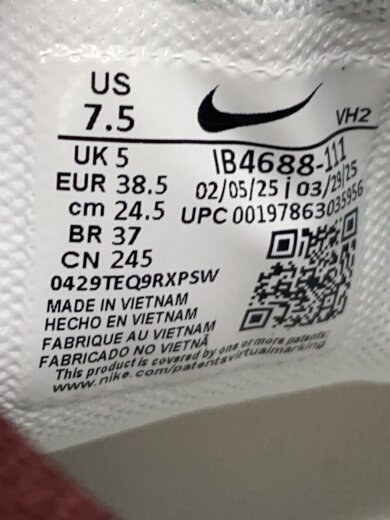 US
7.5
VH2
UK 5
EUR 38.5
cm 24.5
BR 37
CN 245
IB4688-111
02/05/25 | 03/29/25
UPC 00197863035956
0429TEQ9RXPSW
MADE IN VIETNAM
HECHO EN VIETNAM
FABRIQUE AU VIETNAM
FABRICADO NO VIETNÃ
This product is covered by one or more patents:
www.nike.com/patentsvirtualmarking